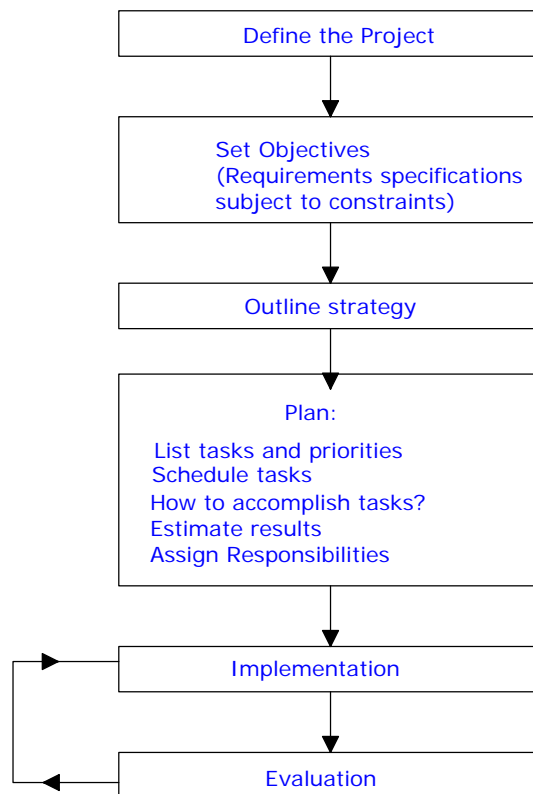 Define the Project
Set Objectives
(Requirements specifications
subject to constraints)
Outline strategy
Plan:
List tasks and priorities
Schedule tasks
How to accomplish tasks?
Estimate results
Assign Responsibilities
Implementation
Evaluation